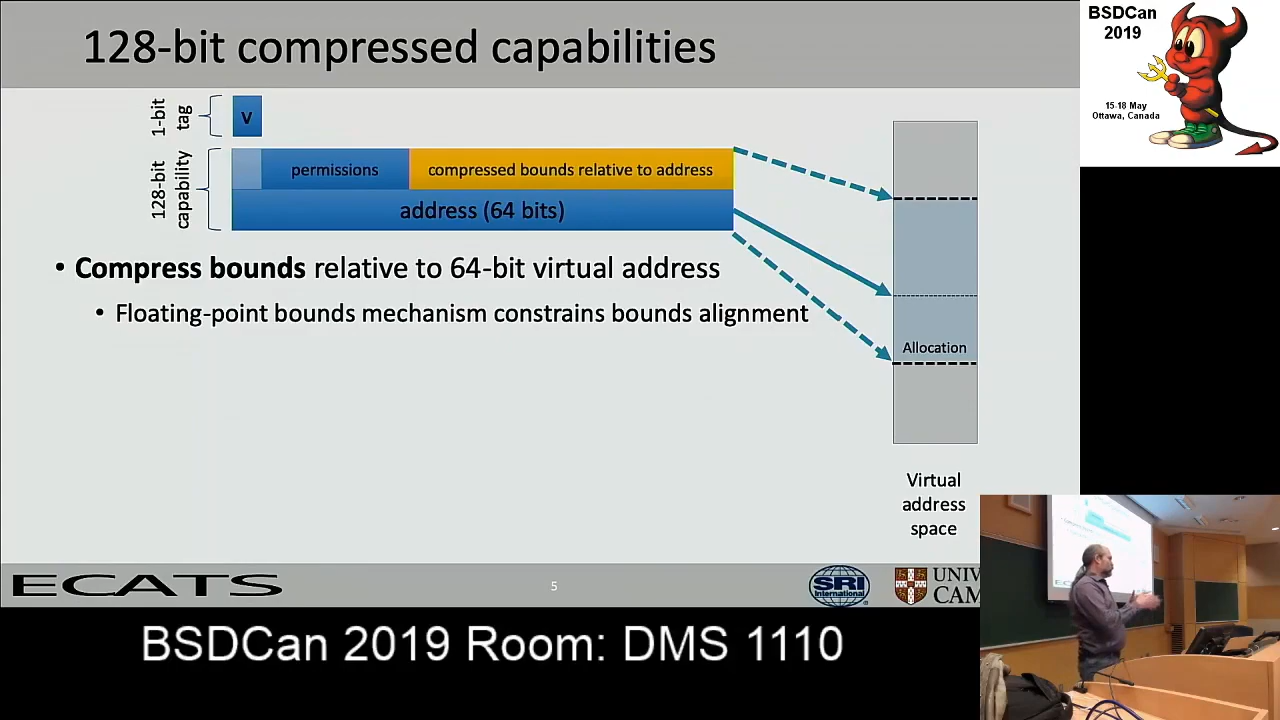 128-bit compressed capabilities
1-bit
tag
v
128-bit
capability
permissions
compressed bounds relative to address
address (64 bits)
• Compress bounds relative to 64-bit virtual address
• Floating-point bounds mechanism constrains bounds alignment
Allocation
Virtual
address
space
ECATS
5
SRI
International
UNIV
CAM
BSDCan
2019
15-18 May
Ottawa, Canada
BSDCan 2019 Room: DMS 1110